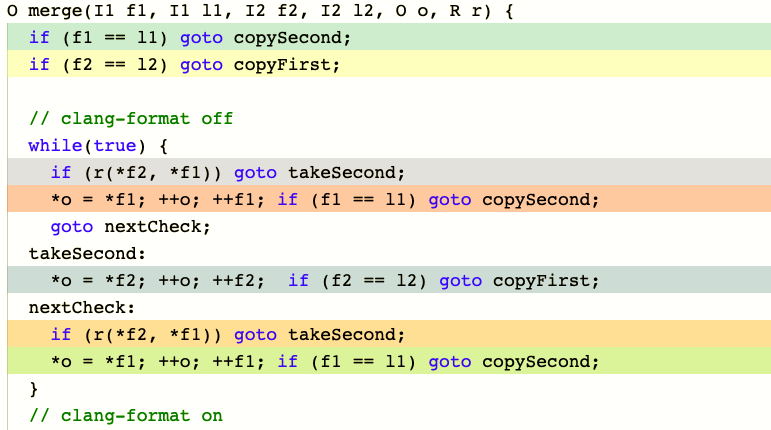 O merge(I1 f1, I1 l1, I2 f2, I2 l2, O o, R r) {
if (f1 == l1) goto copySecond;
if (f2 == l2) goto copyFirst;
// clang-format off
while(true) {
if (r(*f2, *f1)) goto takeSecond;
*o = *f1; ++o; ++f1; if (f1 == l1) goto copySecond;
goto nextCheck;
takeSecond:
*o = *f2; ++o; ++f2;  if (f2 == l2) goto copyFirst;
nextCheck:
if (r(*f2, *f1)) goto takeSecond;
*o = *f1; ++o; ++f1; if (f1 == l1) goto copySecond;
}
// clang-format on